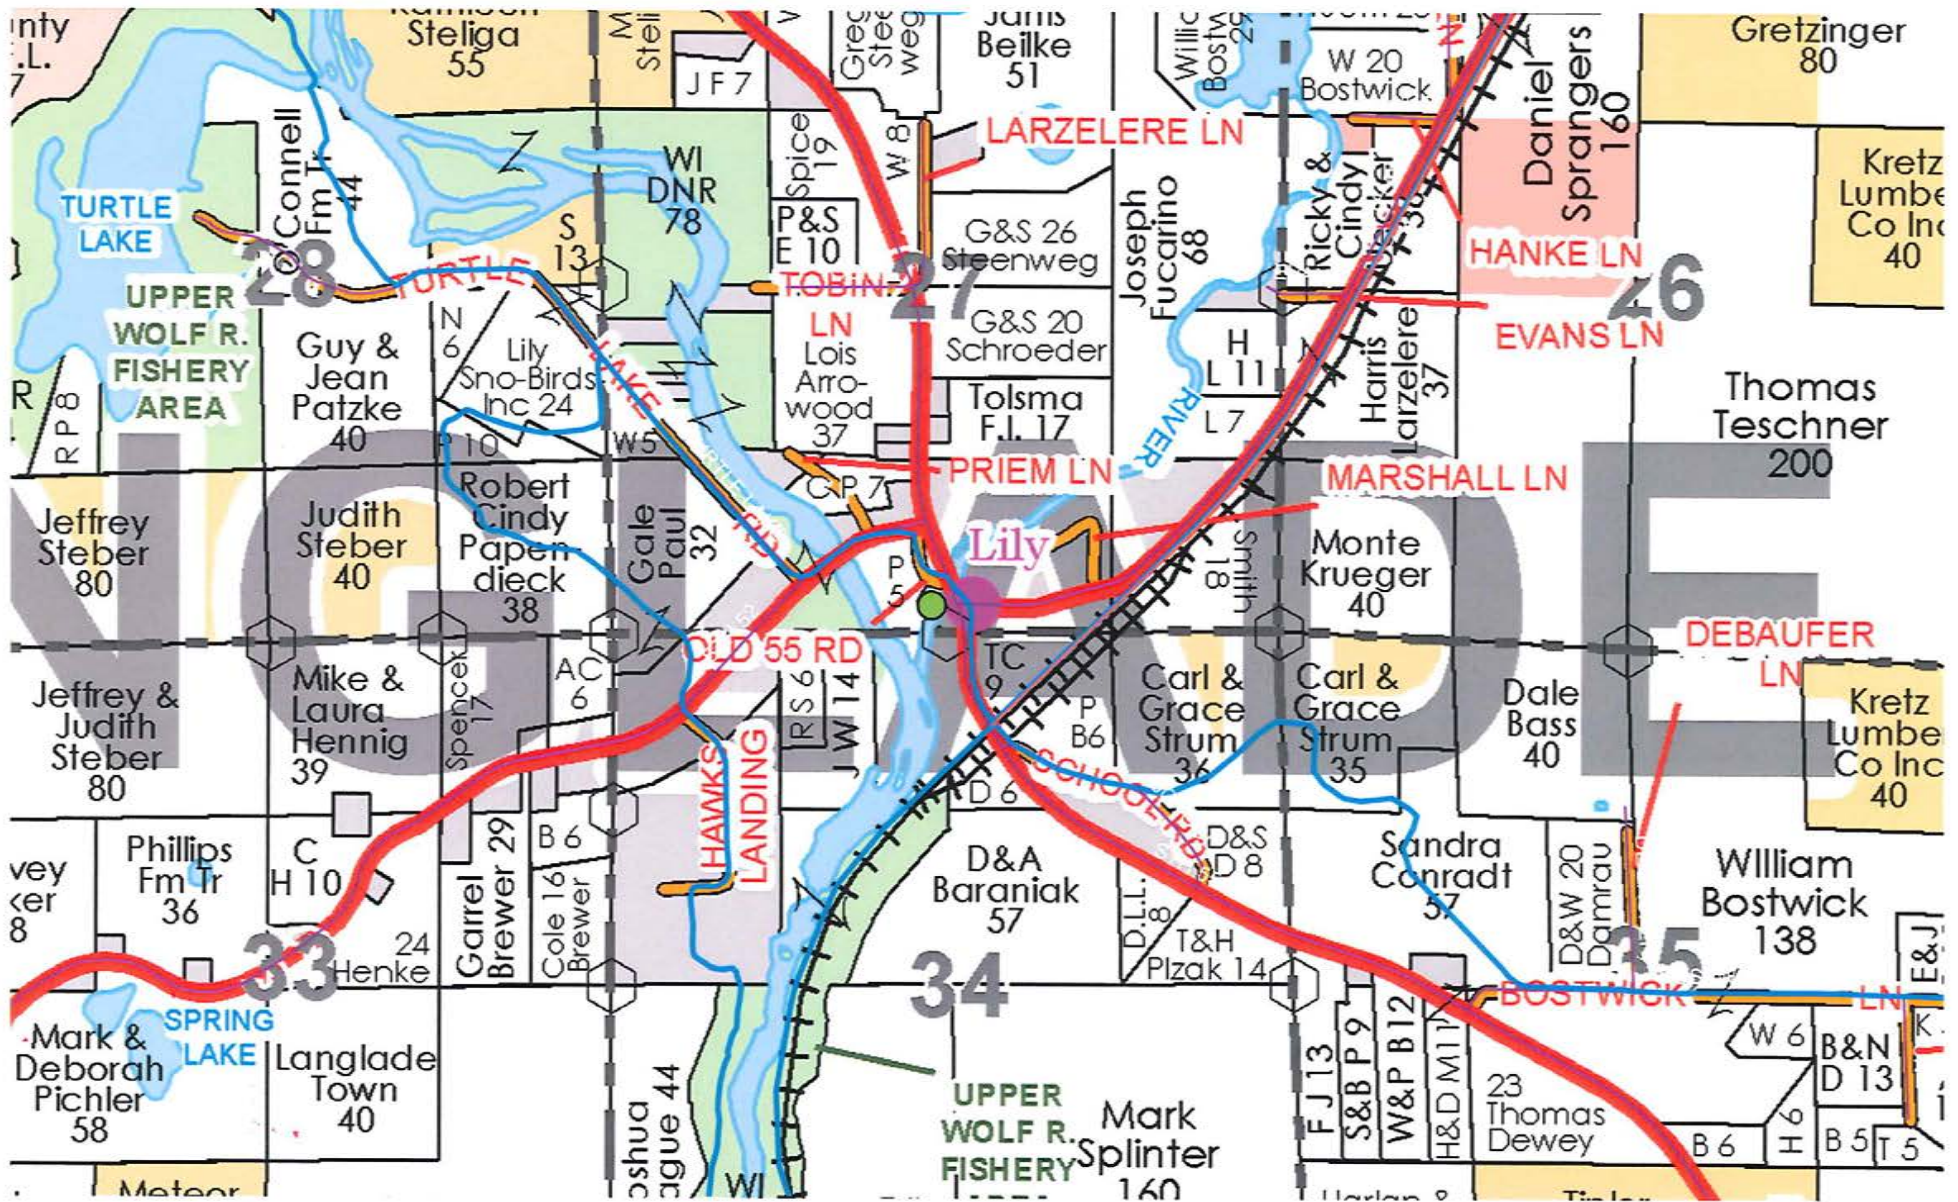 Steliga
55
J F 7
Beilke
51
W 20
Bostwick
Daniel
Sprangers
160
Gretzinger
80
Connell
Fm Tr
44
WI
DNR
78
Spice
19
W 8
LARZELERE LN
Kretz
Co Inc
40
TURTLE
LAKE
28
S
13
P&S
E 10
G&S 26
Steenweg
Joseph
Fucarino
68
Ricky &
Cindy
HANKE LN
26
UPPER
WOLF R.
FISHERY
AREA
TURTLE
LAKE
RD
TOBIN
LN
27
G&S 20
Schroeder
EVANS LN
N
6
Guy &
Jean
Patzke
40
Lily
Sno-Birds
Inc 24
Lois
Arro-
wood
37
H
L 11
L 7
Harris
Larzelere
37
Thomas
Teschner
200
R P 8
P 10
W5
Tolsma
F.I. 17
RIVER
PRIEM LN
MARSHALL LN
C P 7
Jeffrey
Steber
80
Judith
Steber
40
Robert
Cindy
Papen-
dieck
38
Gale
Paul
32
P
5
Lily
Smith
18
Monte
Krueger
40
OLD 55 RD
DEBAUFER
LN
Jeffrey &
Judith
Steber
80
Mike &
Laura
Hennig
39
Spencer
17
AC
6
R S 6
J W 14
TC
9
P
B6
Carl &
Grace
Strum
36
Carl &
Grace
Strum
35
Dale
Bass
40
Kretz
Co Inc
40
HAWKS
LANDING
SCHOOL RD
D 6
Phillips
Fm Tr
36
C
H 10
Garrel
Brewer 29
B 6
Cole 16
Brewer
D&A
Baraniak
57
D.L.L.
8
D&S
D 8
Sandra
Conradt
57
D&W 20
Damrau
WIlliam
Bostwick
138
E&J
33
24
Henke
34
T&H
Plzak 14
35
BOSTWICK LN
SPRING
LAKE
Mark &
Deborah
Pichler
58
Langlade
Town
40
UPPER
WOLF R.
FISHERY
Mark
Splinter
160
F J 13
S&B P 9
W&P B12
H&D M11
23
Thomas
Dewey
W 6
B&N
D 13
B 6
H 6
B 5
T 5
WI
Meteor